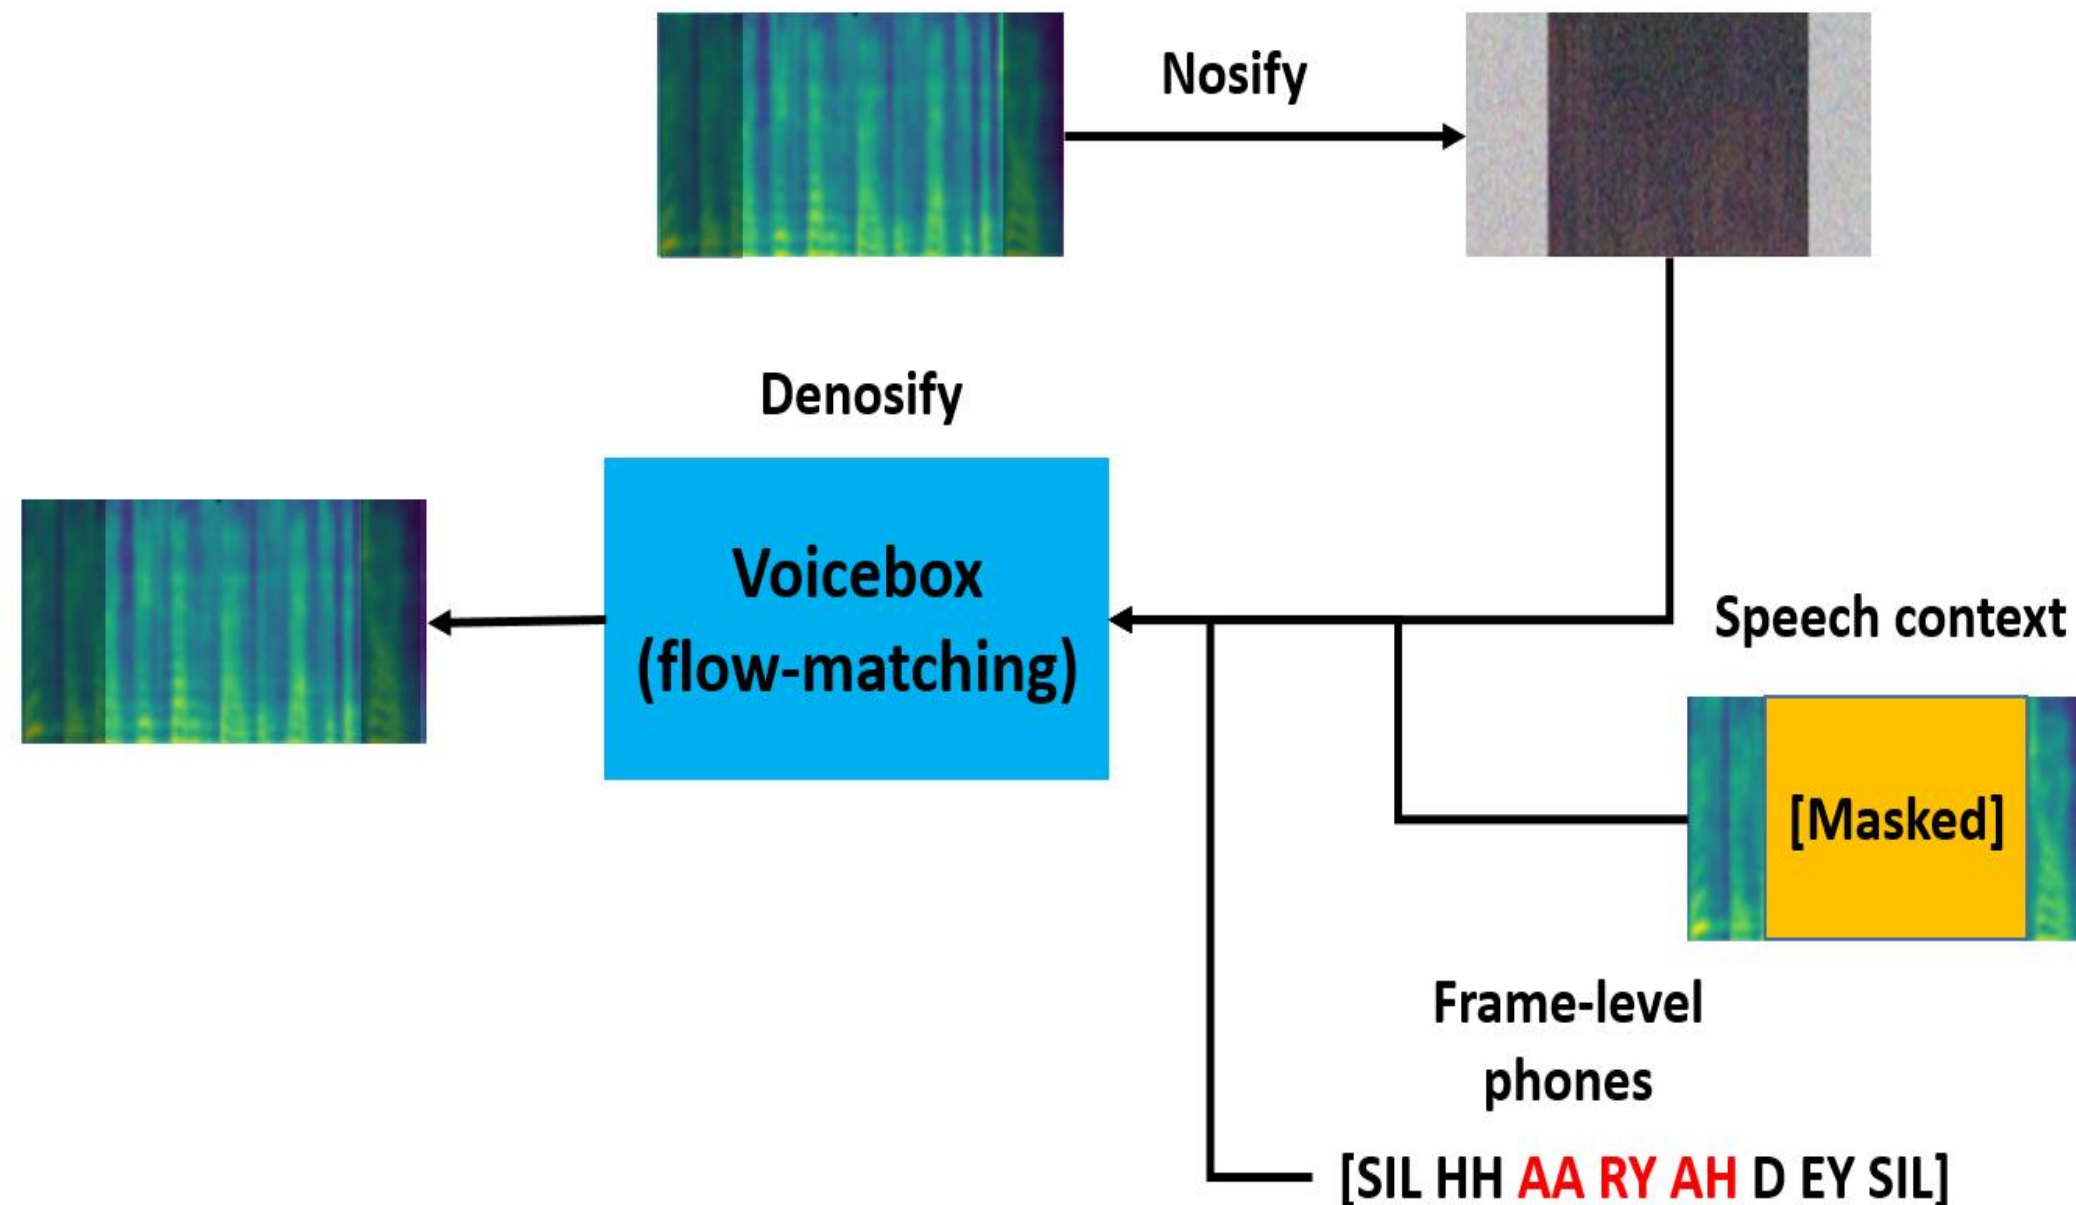 Nosify
Denosify
Voicebox
(flow-matching)
Speech context
[Masked]
Frame-level
phones
[SIL HH AA RY AH D EY SIL]